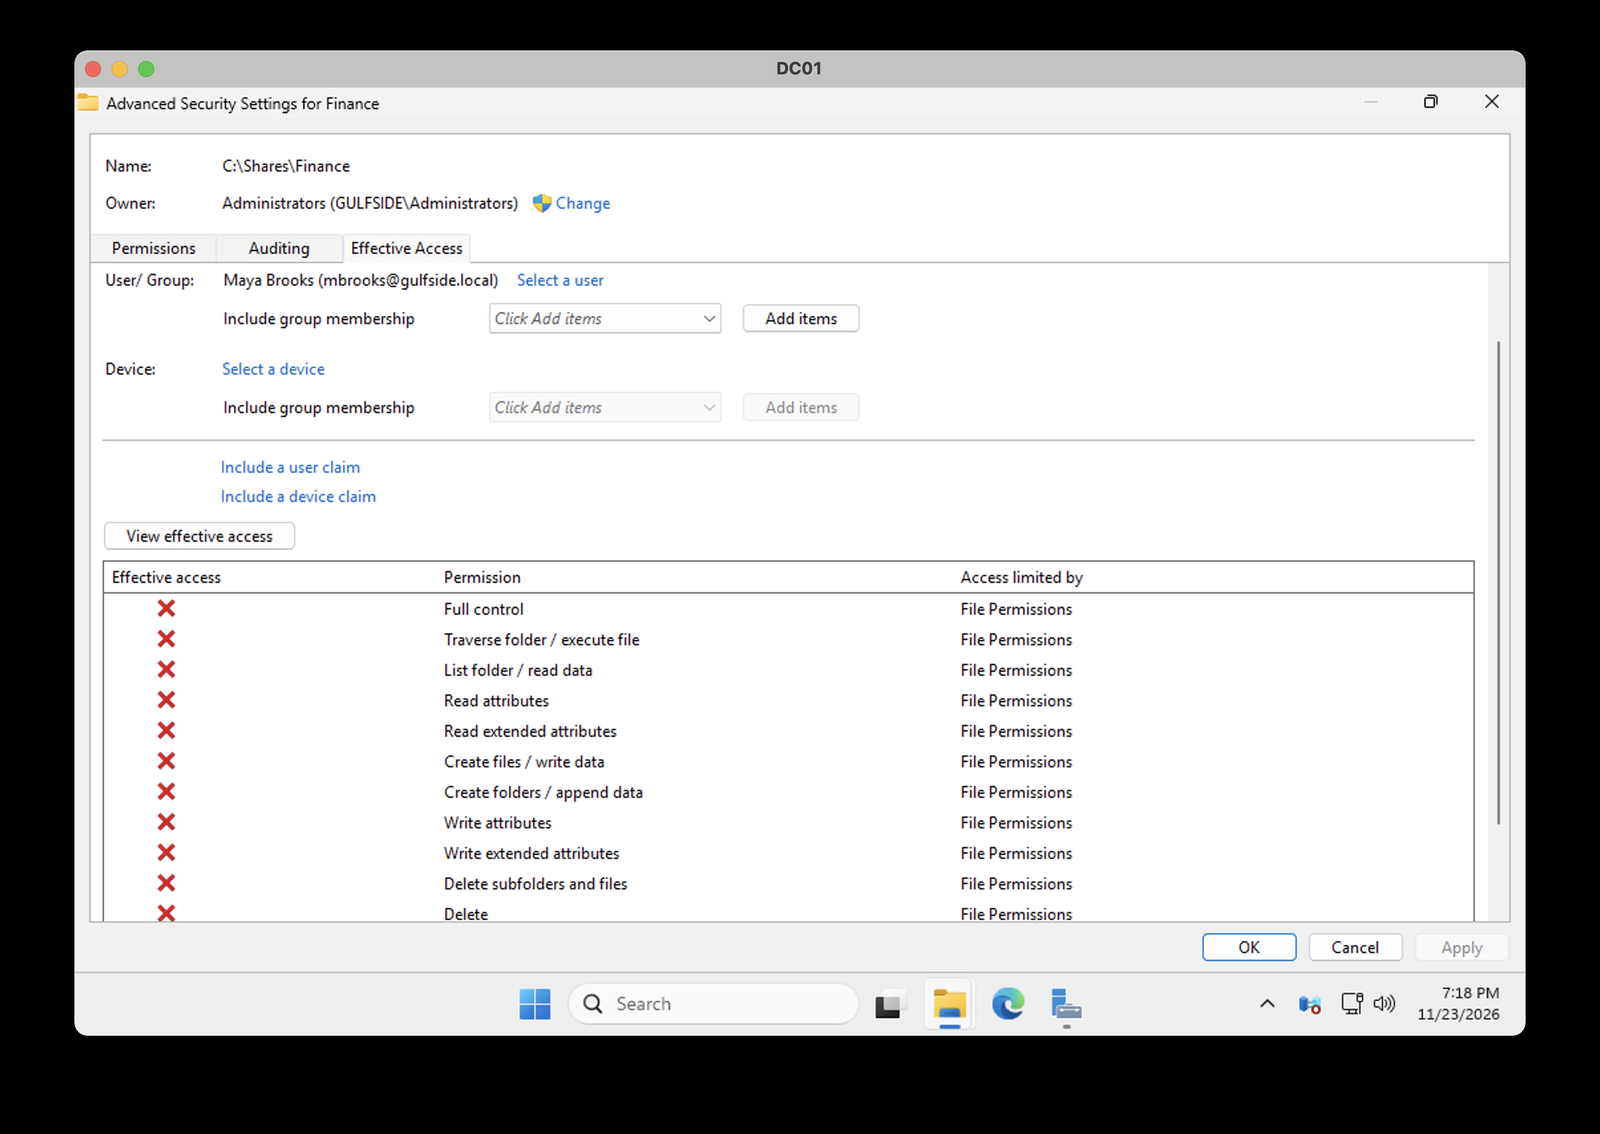 DC01
Advanced Security Settings for Finance
Name: C:\Shares\Finance
Owner: Administrators (GULFSIDE\Administrators) Change
Permissions Auditing Effective Access
User/ Group: Maya Brooks (mbrooks@gulfside.local) Select a user
Include group membership Click Add items Add items
Device: Select a device
Include group membership Click Add items Add items
Include a user claim
Include a device claim
View effective access
Effective access Permission Access limited by
Full control File Permissions
Traverse folder / execute file File Permissions
List folder / read data File Permissions
Read attributes File Permissions
Read extended attributes File Permissions
Create files / write data File Permissions
Create folders / append data File Permissions
Write attributes File Permissions
Write extended attributes File Permissions
Delete subfolders and files File Permissions
Delete File Permissions
OK Cancel Apply
Search
7:18 PM
11/23/2026